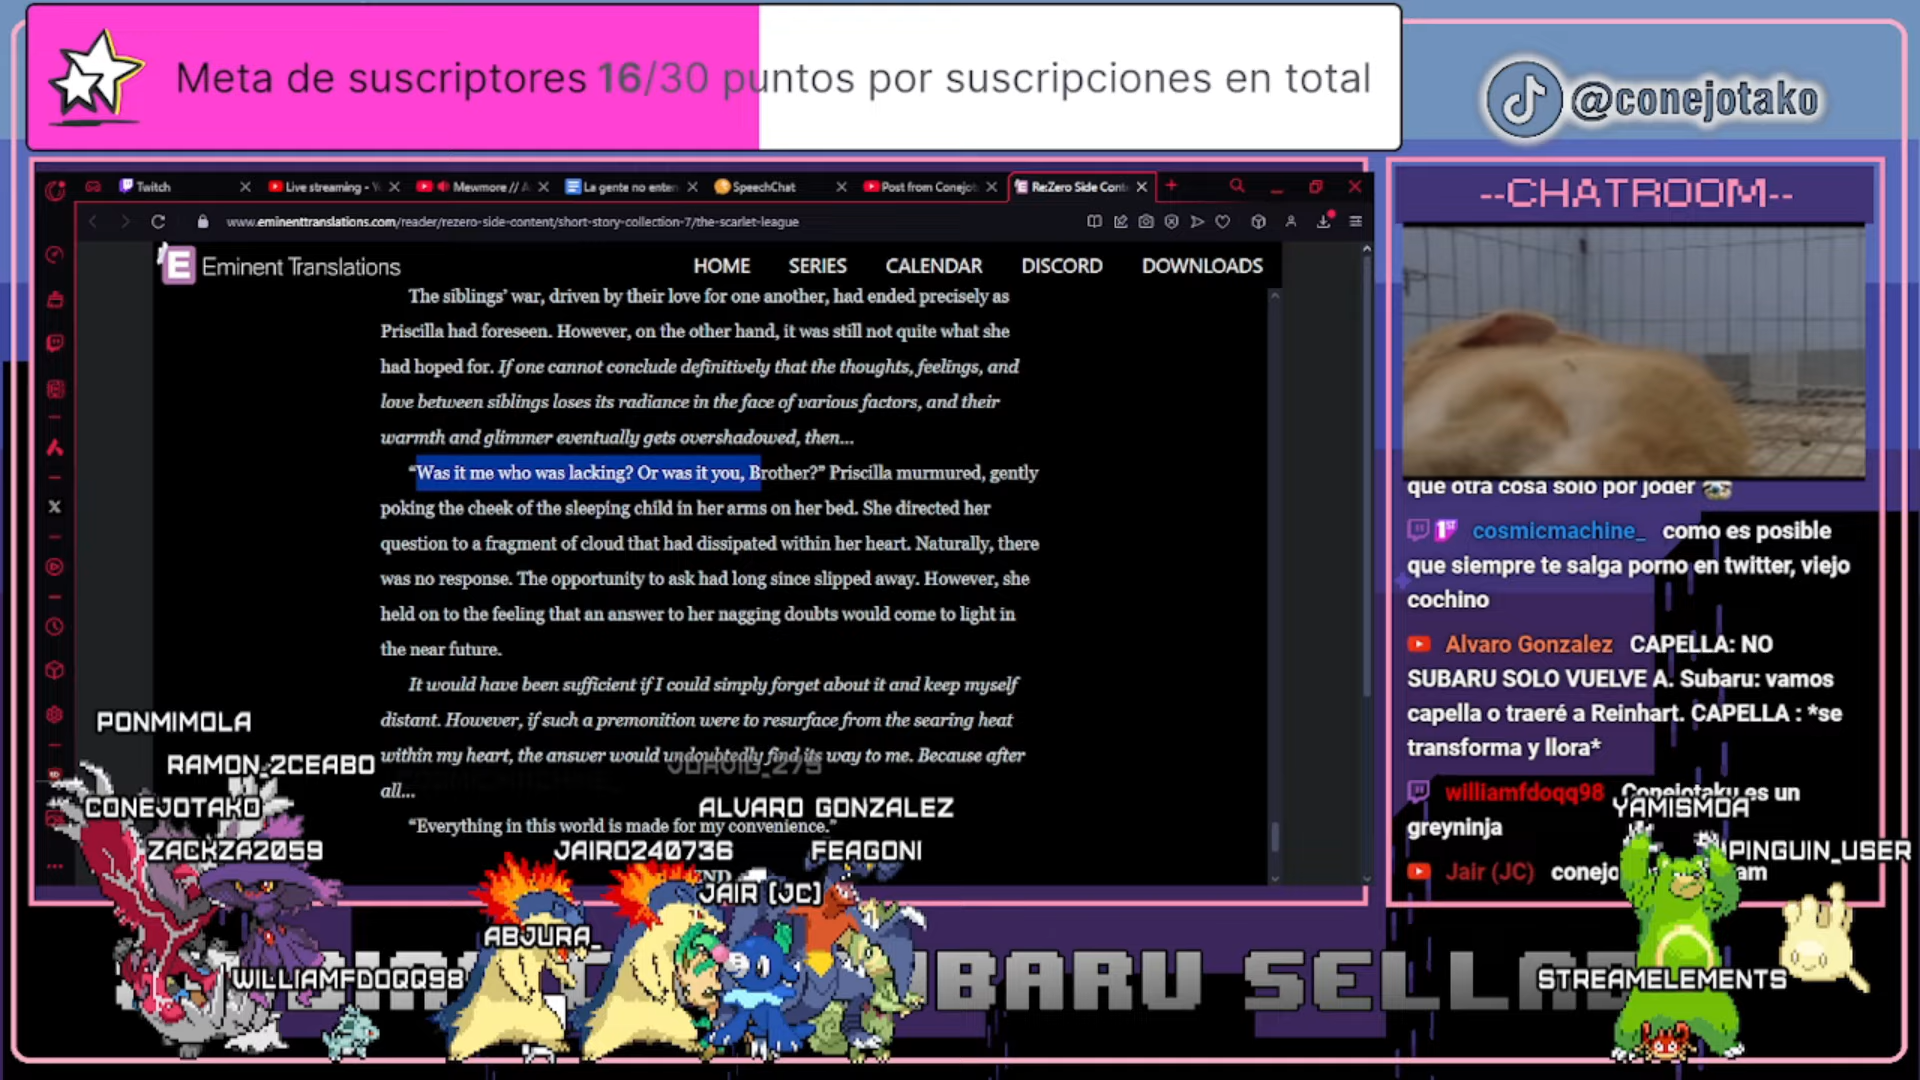 Meta de suscriptores 16/30 puntos por suscripciones en total
@conejotako
Twitch
Live streaming -
Mewmore //
La gente no enten
SpeechChat
Post from Conejot
Re:Zero Side Cont
www.eminenttranslations.com/reader/rezero-side-content/short-story-collection-7/the-scarlet-league
--CHATROOM--
E Eminent Translations
HOME SERIES CALENDAR DISCORD DOWNLOADS
The siblings' war, driven by their love for one another, had ended precisely as
Priscilla had foreseen. However, on the other hand, it was still not quite what she
had hoped for. If one cannot conclude definitively that the thoughts, feelings, and
love between siblings loses its radiance in the face of various factors, and their
warmth and glimmer eventually gets overshadowed, then...
“Was it me who was lacking? Or was it you, Brother?” Priscilla murmured, gently
poking the cheek of the sleeping child in her arms on her bed. She directed her
question to a fragment of cloud that had dissipated within her heart. Naturally, there
was no response. The opportunity to ask had long since slipped away. However, she
held on to the feeling that an answer to her nagging doubts would come to light in
the near future.
It would have been sufficient if I could simply forget about it and keep myself
distant. However, if such a premonition were to resurface from the searing heat
within my heart, the answer would undoubtedly find its way to me. Because after
all...
“Everything in this world is made for my convenience.”
que otra cosa solo por joder
cosmicmachine_ como es posible
que siempre te salga porno en twitter, viejo
cochino
Alvaro Gonzalez CAPELLA: NO
SUBARU SOLO VUELVE A. Subaru: vamos
capella o traeré a Reinhart. CAPELLA : *se
transforma y llora*
williamfdoqq98 Conejotaku es un
greyninja
Jair (JC) conejo
PONMIMOLA
RAMON_2CEABO
CONEJOTAKO
ZACKZA2059
WILLIAMFDOQQ98
ABJURA_
JAIRO240736
ALVARO GONZALEZ
FEAGONI
JAIR (JC)
YAMISMOA
PINGUIN_USER
STREAMELEMENTS
UBARU SELLA